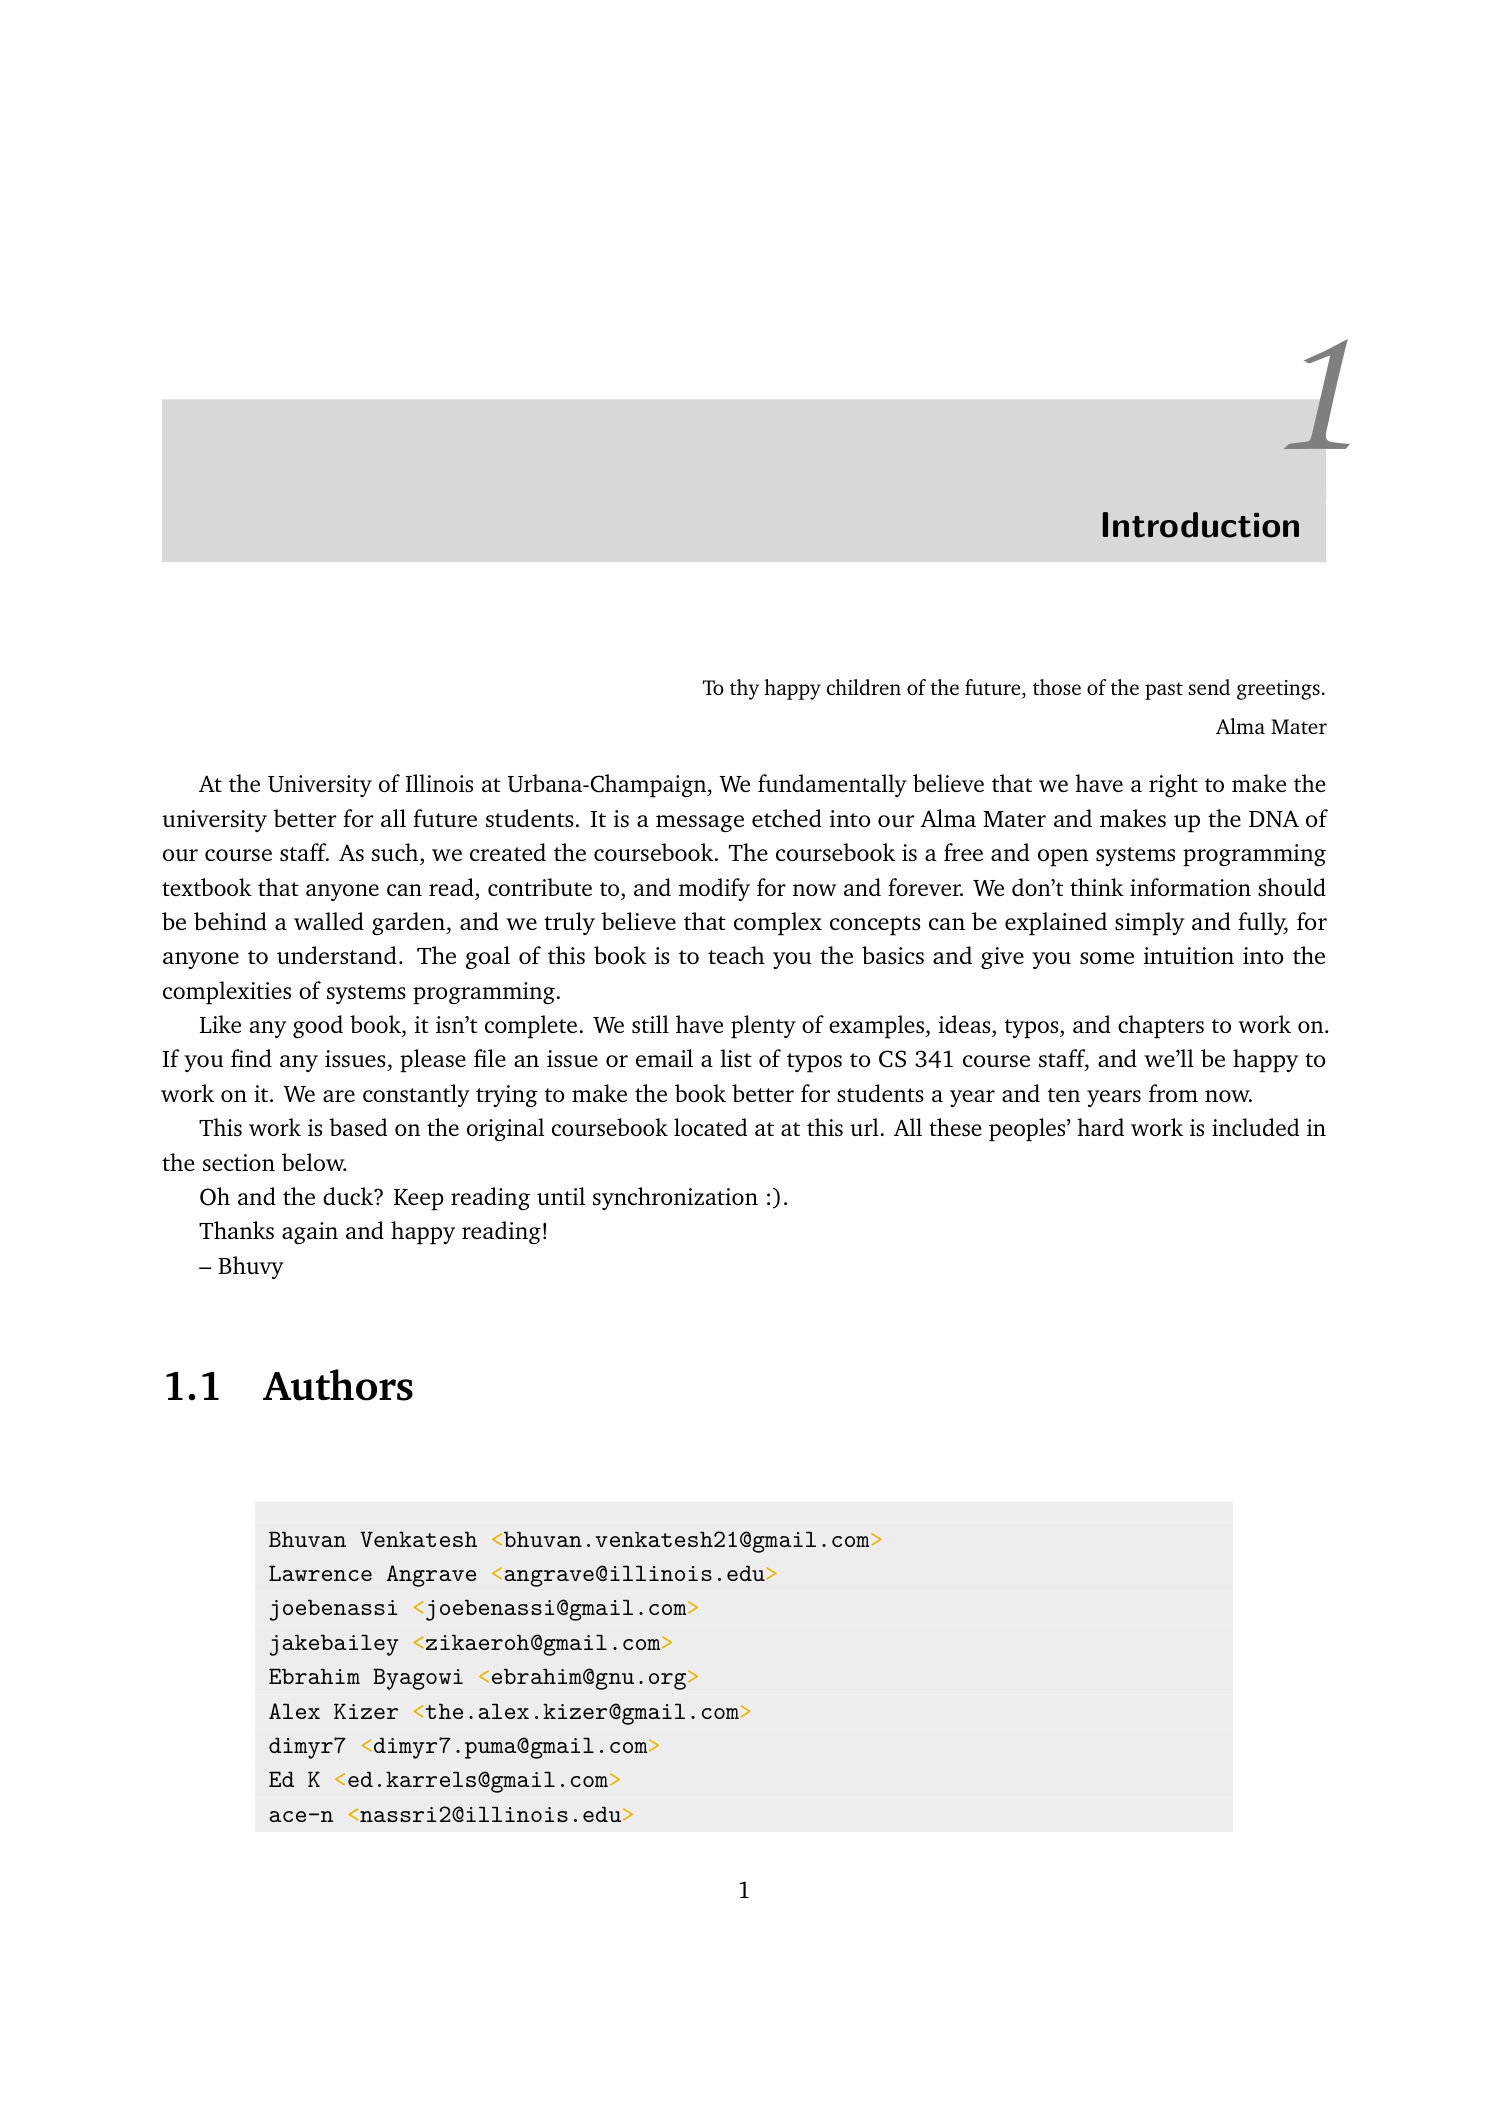 1
Introduction
To thy happy children of the future, those of the past send greetings.
Alma Mater
At the University of Illinois at Urbana-Champaign, We fundamentally believe that we have a right to make the
university better for all future students. It is a message etched into our Alma Mater and makes up the DNA of
our course staff. As such, we created the coursebook. The coursebook is a free and open systems programming
textbook that anyone can read, contribute to, and modify for now and forever. We don’t think information should
be behind a walled garden, and we truly believe that complex concepts can be explained simply and fully, for
anyone to understand. The goal of this book is to teach you the basics and give you some intuition into the
complexities of systems programming.
Like any good book, it isn’t complete. We still have plenty of examples, ideas, typos, and chapters to work on.
If you find any issues, please file an issue or email a list of typos to CS 341 course staff, and we’ll be happy to
work on it. We are constantly trying to make the book better for students a year and ten years from now.
This work is based on the original coursebook located at at this url. All these peoples’ hard work is included in
the section below.
Oh and the duck? Keep reading until synchronization :).
Thanks again and happy reading!
– Bhuvy
1.1 Authors
Bhuvan Venkatesh <bhuvan.venkatesh21@gmail.com>
Lawrence Angrave <angrave@illinois.edu>
joebenassi <joebenassi@gmail.com>
jakebailey <zikaeroh@gmail.com>
Ebrahim Byagowi <ebrahim@gnu.org>
Alex Kizer <the.alex.kizer@gmail.com>
dimyr7 <dimyr7.puma@gmail.com>
Ed K <ed.karrels@gmail.com>
ace-n <nassri2@illinois.edu>
1